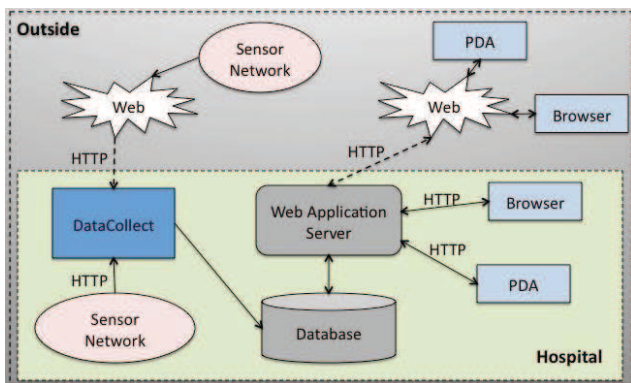 Outside
Sensor
Network
PDA
Web
Web
Browser
HTTP
HTTP
DataCollect
Web Application
Server
HTTP
Browser
HTTP
HTTP
PDA
Sensor
Network
Database
Hospital